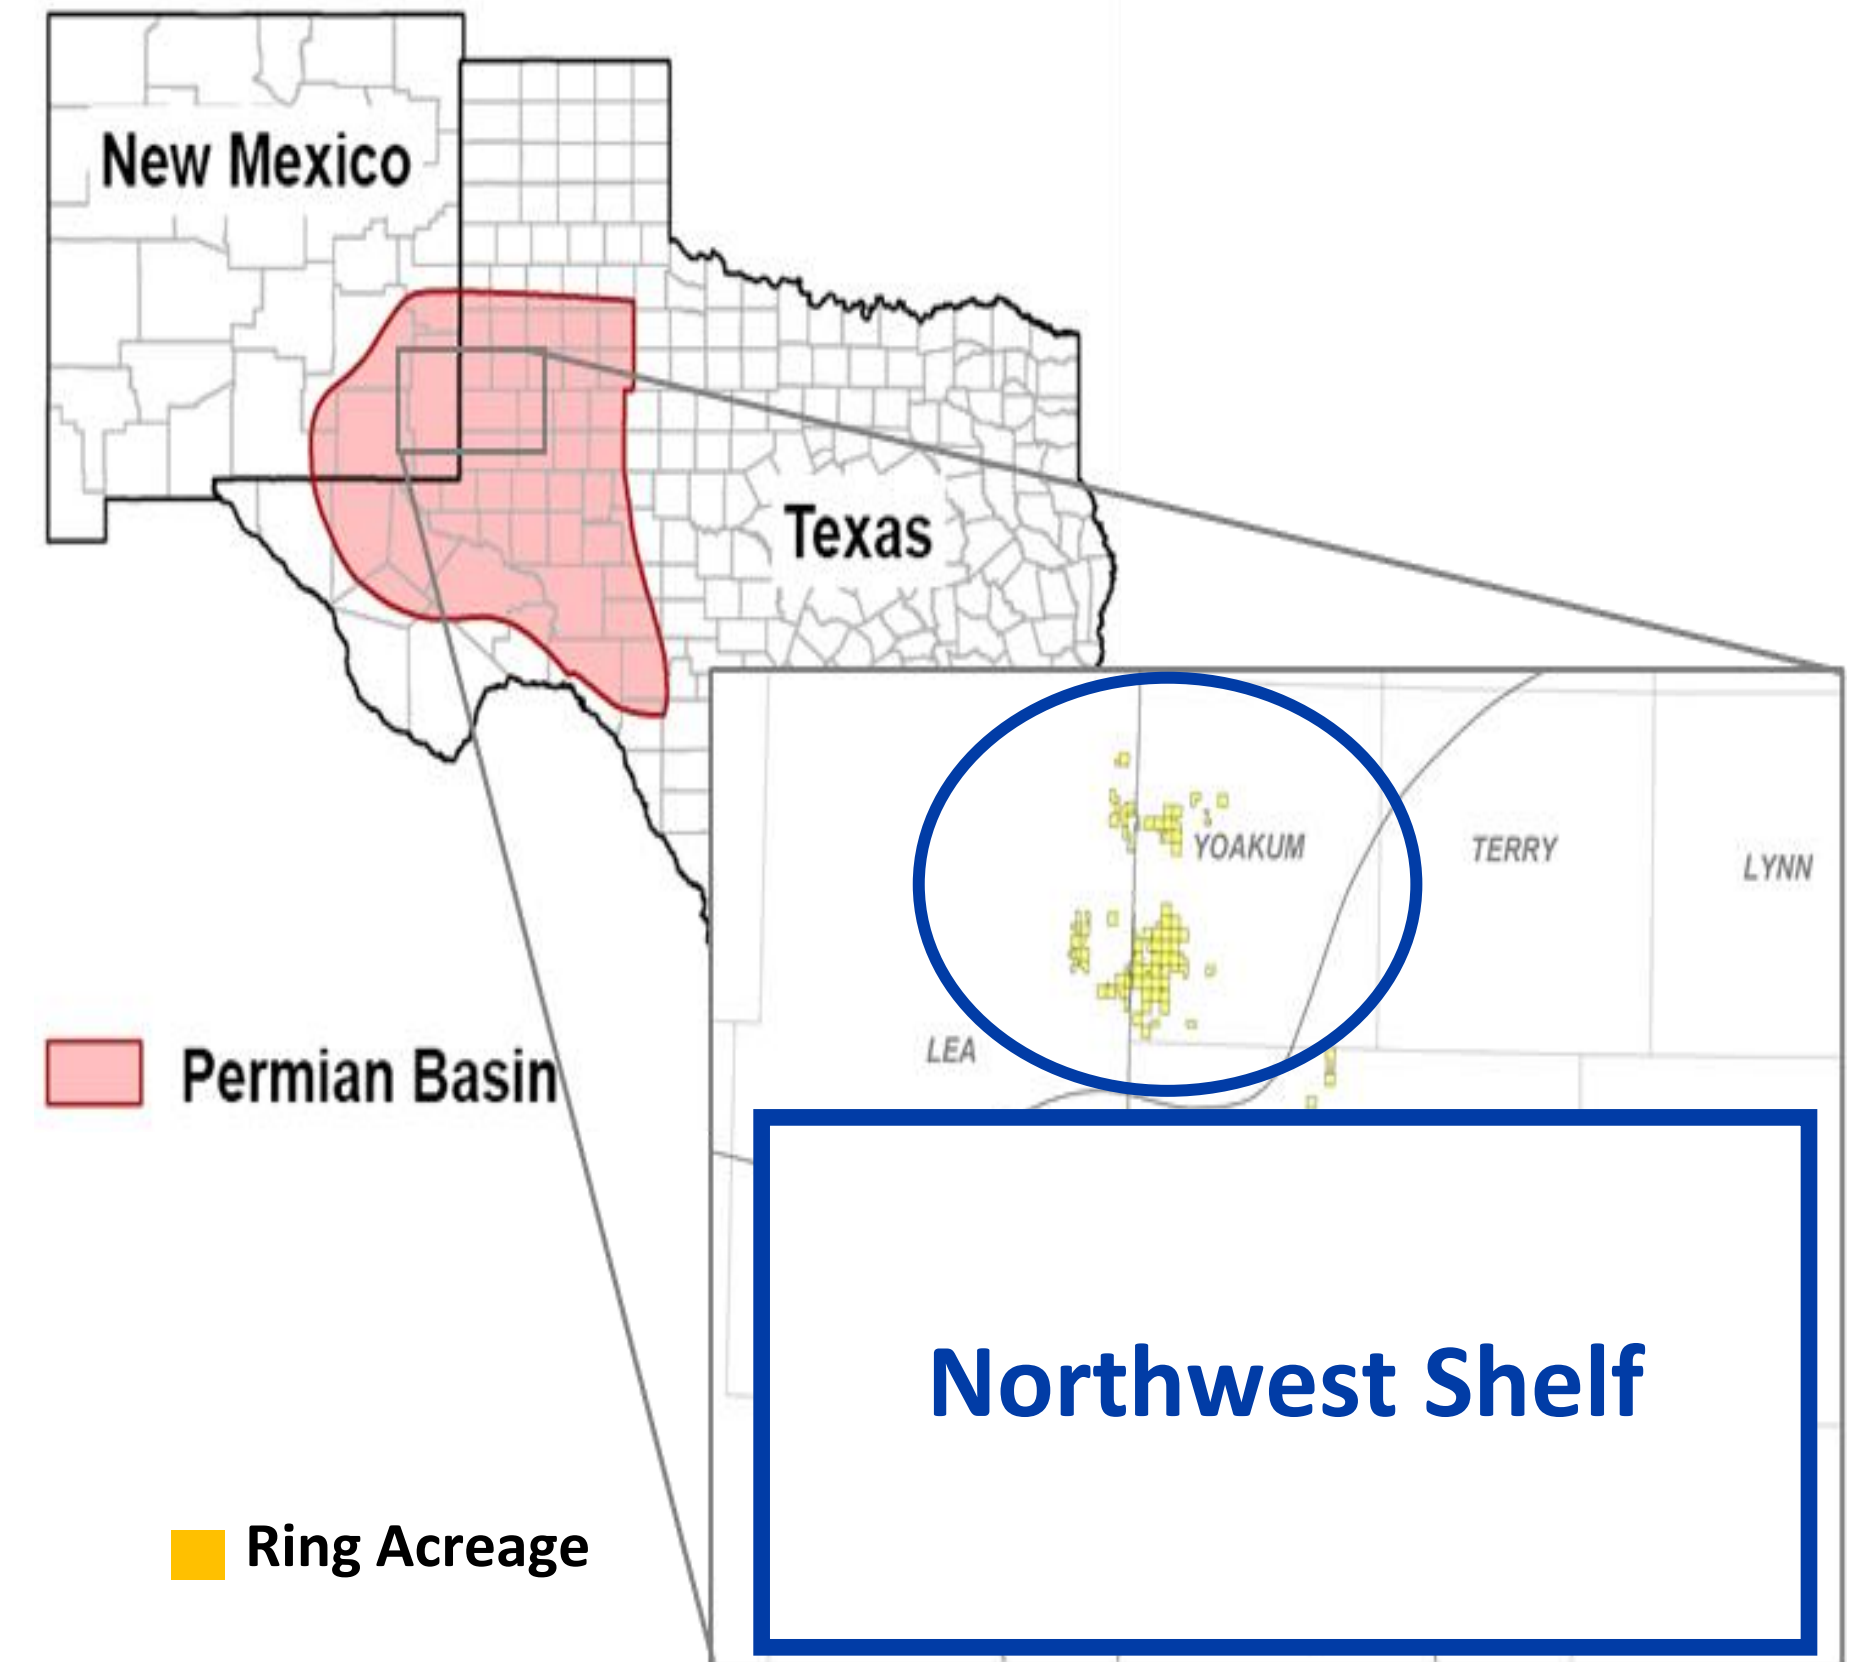 New Mexico
Texas
YOAKUM
TERRY
LYNN
LEA
Permian Basin
Northwest Shelf
Ring Acreage